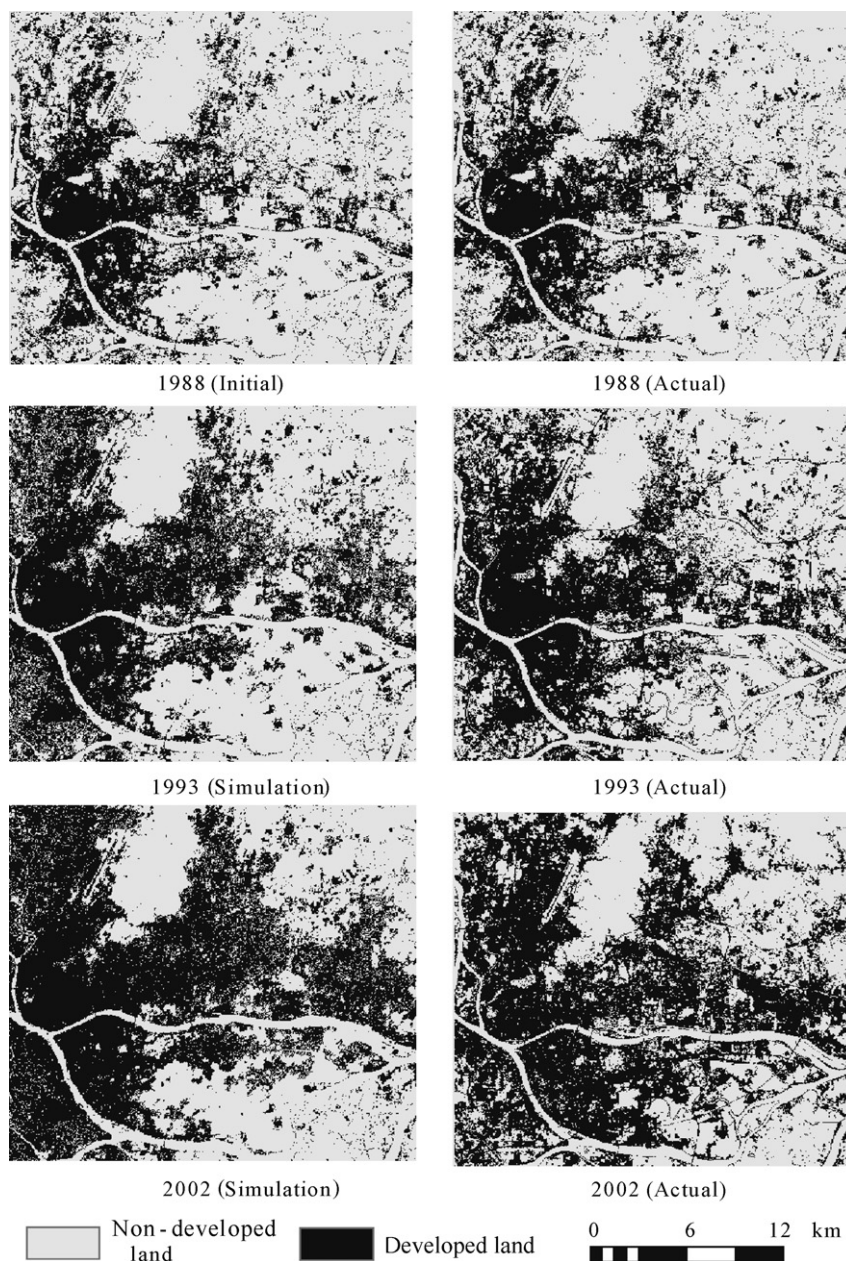 1988 (Initial)
1988 (Actual)
1993 (Simulation)
1993 (Actual)
2002 (Simulation)
2002 (Actual)
Non-developed
land
Developed land
0 6 12 km